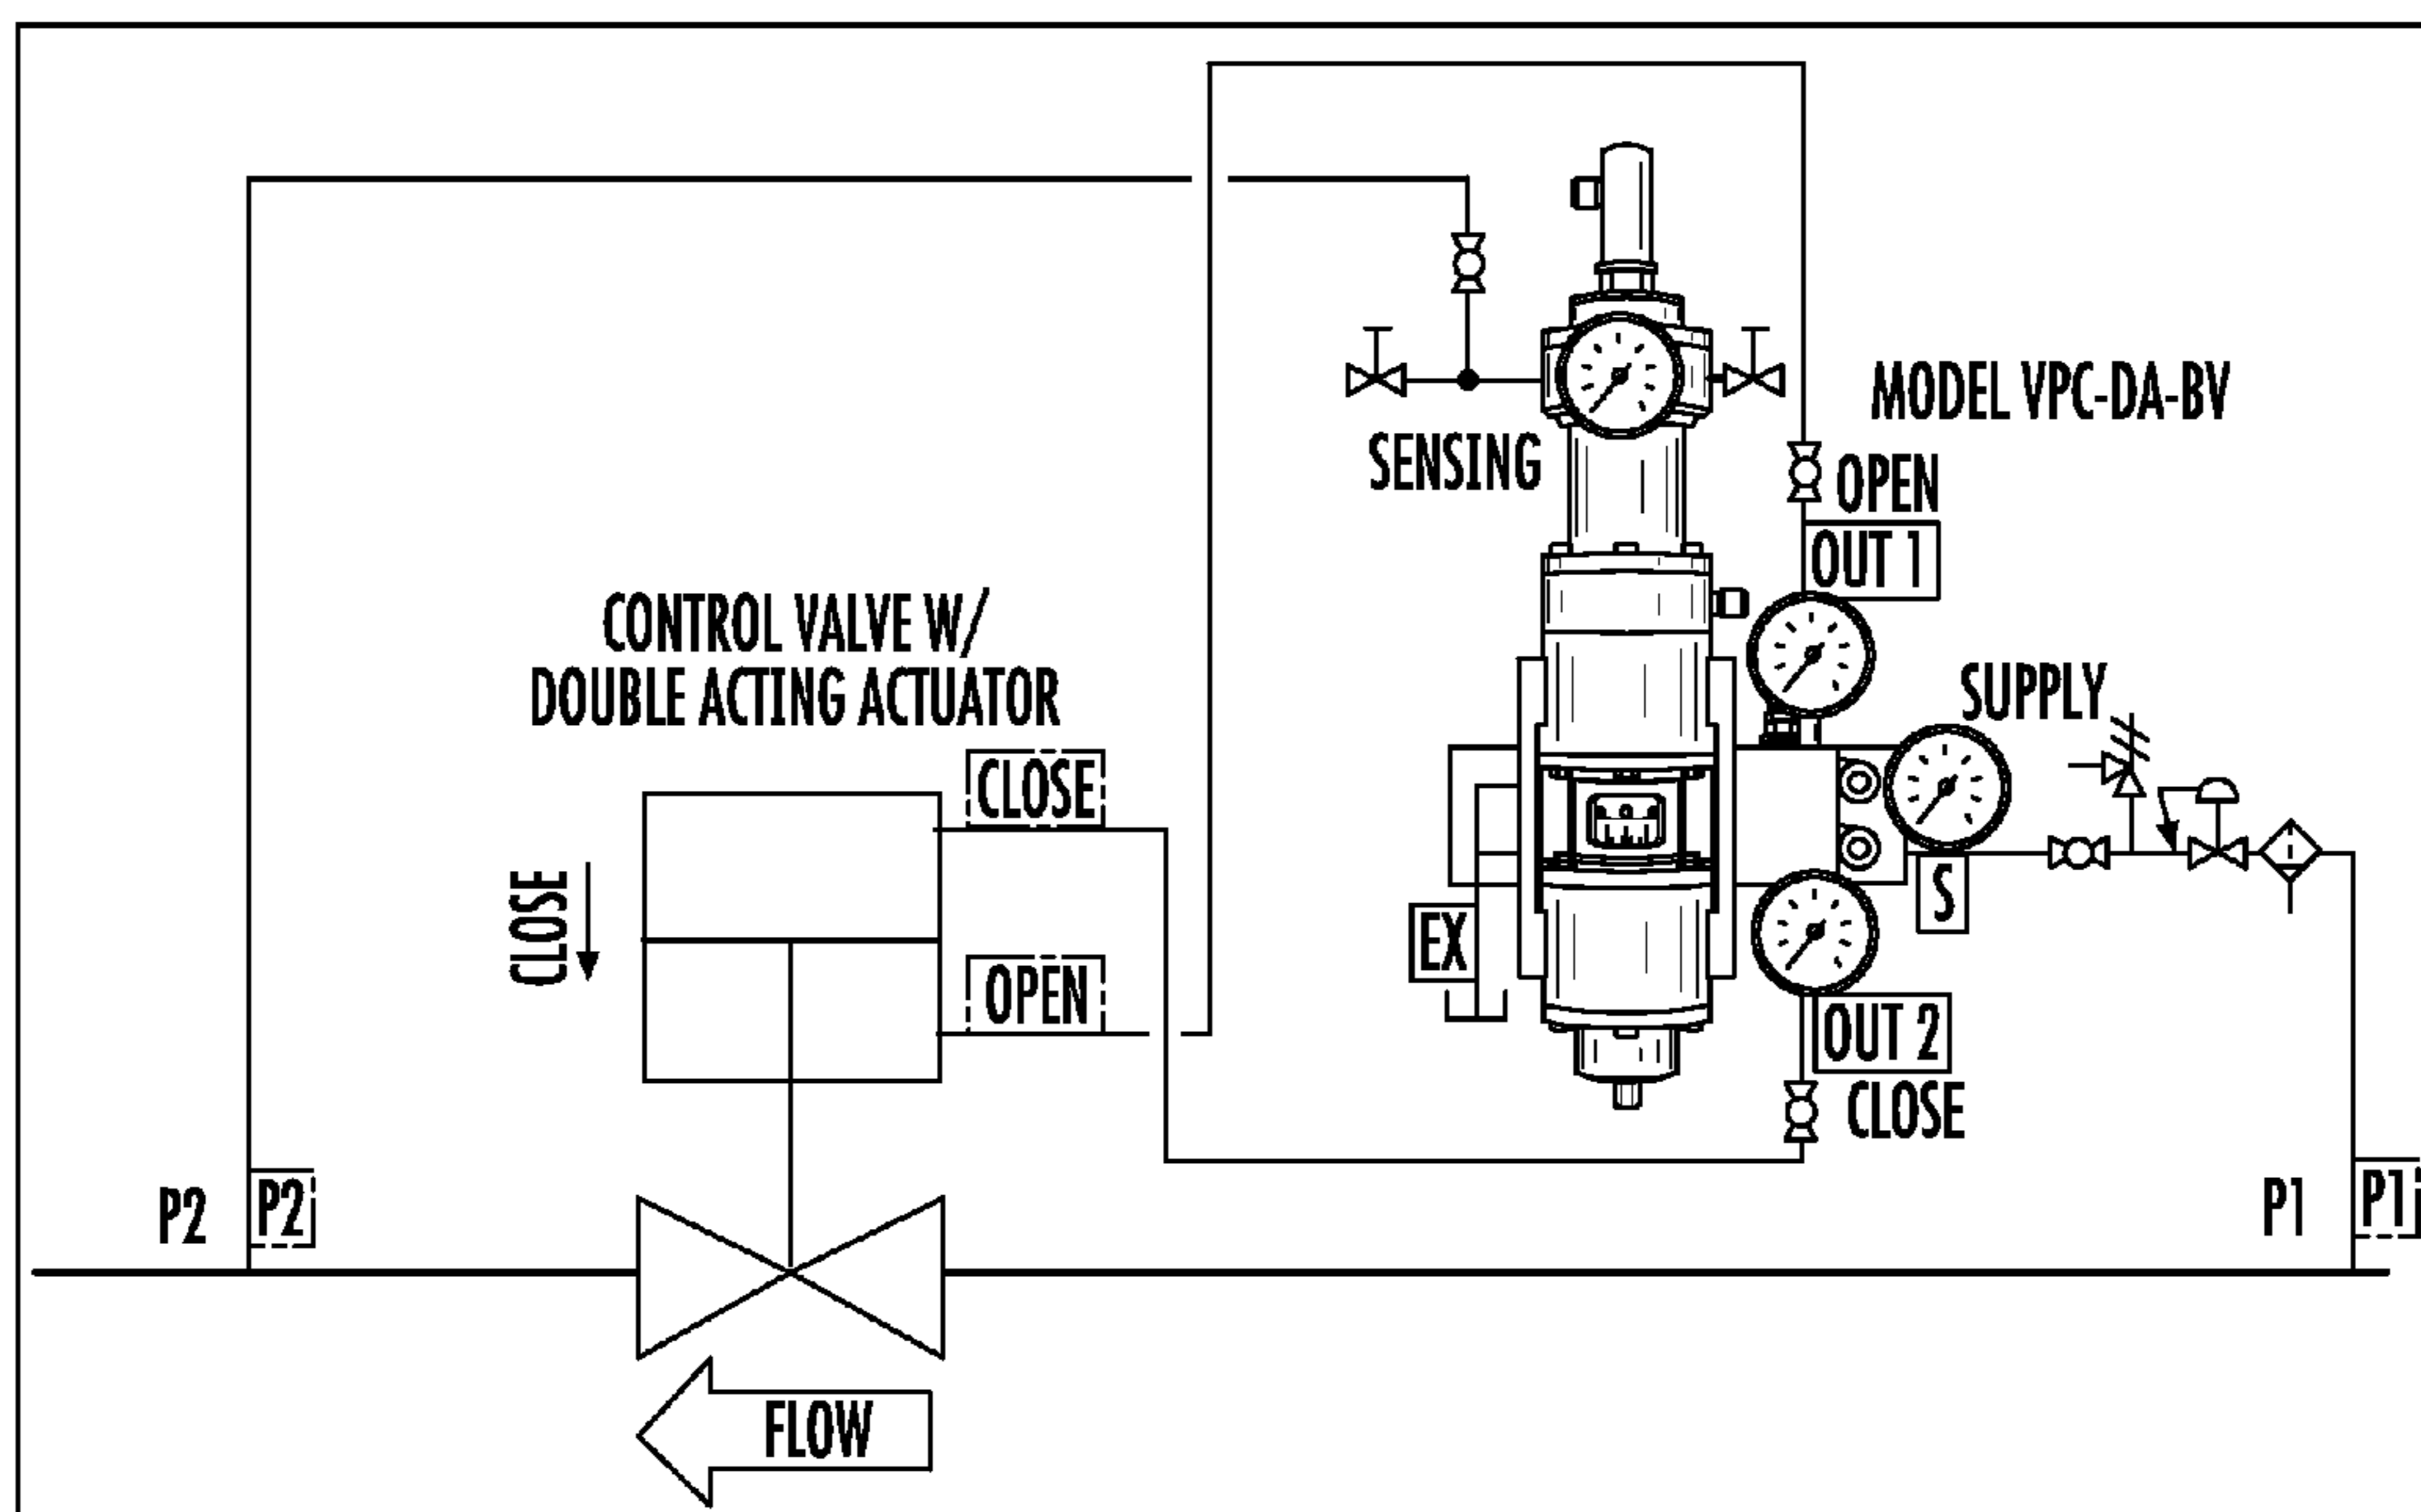 MODEL VPC-DA-BV
SENSING
OPEN
OUT 1
CONTROL VALVE W/
DOUBLE ACTING ACTUATOR
SUPPLY
CLOSE
CLOSE
OPEN
EX
S
OUT 2
CLOSE
P2
P2
P1
P1
FLOW